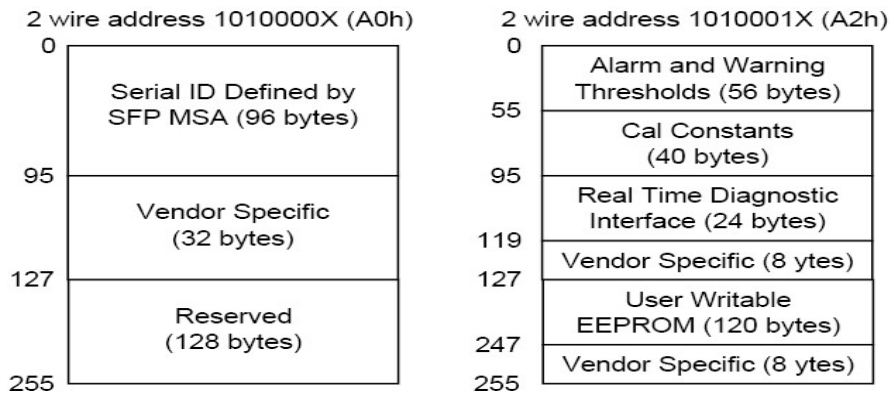 2 wire address 1010000X (A0h)
0
Serial ID Defined by
SFP MSA (96 bytes)
95
Vendor Specific
(32 bytes)
127
Reserved
(128 bytes)
255
2 wire address 1010001X (A2h)
0
Alarm and Warning
Thresholds (56 bytes)
55
Cal Constants
(40 bytes)
95
Real Time Diagnostic
Interface (24 bytes)
119
Vendor Specific (8 ytes)
127
User Writable
EEPROM (120 bytes)
247
Vendor Specific (8 ytes)
255